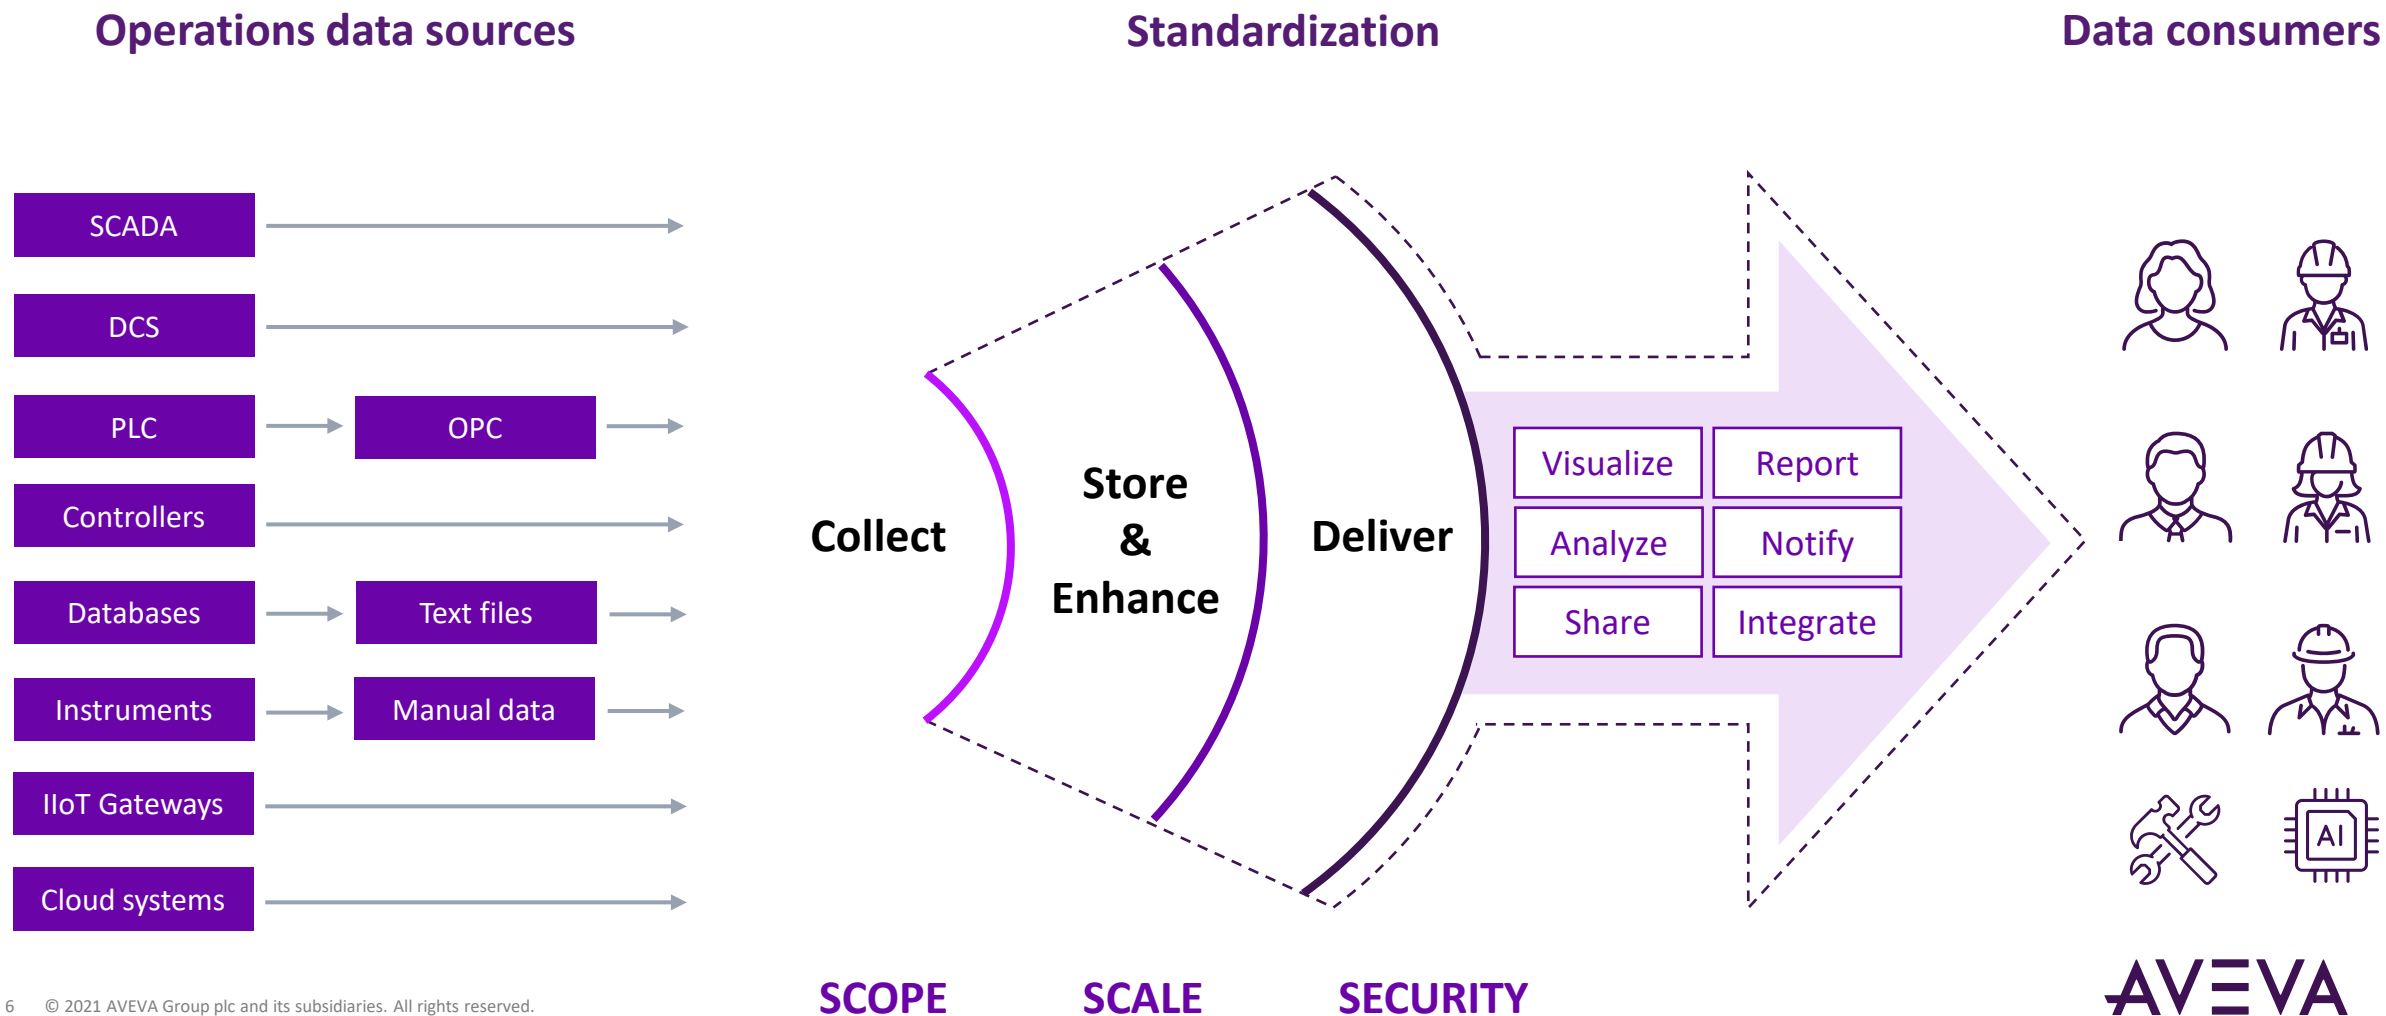 Operations data sources
Standardization
Data consumers
SCADA
DCS
PLC
OPC
Controllers
Databases
Text files
Instruments
Manual data
IIoT Gateways
Cloud systems
Collect
Store
&
Enhance
Deliver
Visualize
Report
Analyze
Notify
Share
Integrate
AI
SCOPE
SCALE
SECURITY
6
© 2021 AVEVA Group plc and its subsidiaries. All rights reserved.
AVEVA